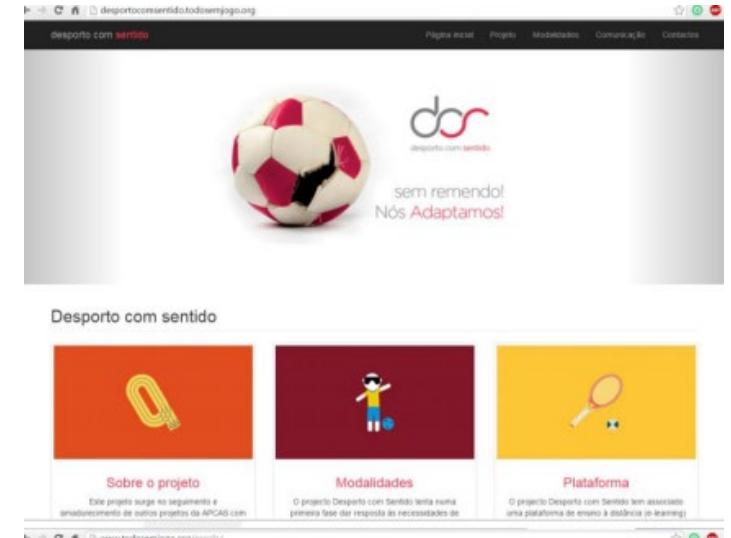 desportocomsentido.todosemjogo.org
desporto com sentido
Página inicial Projeto Modalidades Comunicação Contactos
dcs
desporto com sentido
sem remendo!
Nós Adaptamos!
Desporto com sentido
Sobre o projeto
Este projeto surge no seguimento e
amadurecimento de outros projetos da APCAS com
Modalidades
O projecto Desporto com Sentido tenta numa
primeira fase dar resposta às necessidades de
Plataforma
O projecto Desporto com Sentido tem associado
uma plataforma de ensino à distância (e-learning)